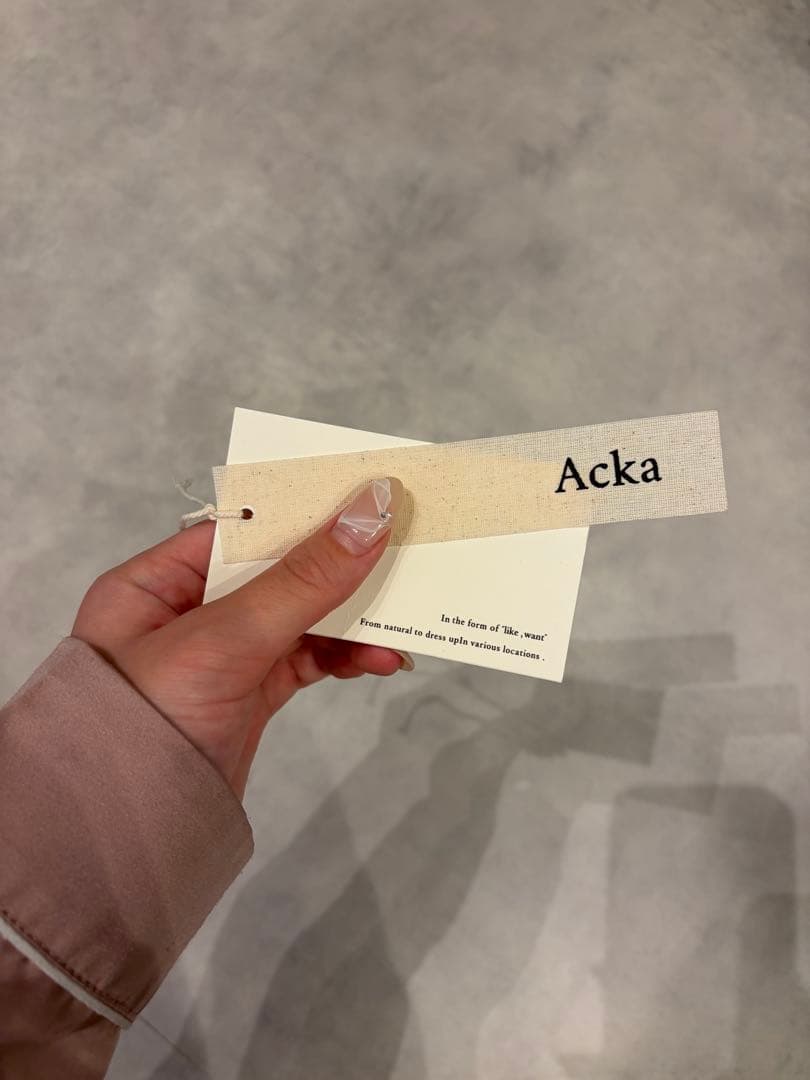 Acka
In the form of "like , want"
From natural to dress upIn various locations .